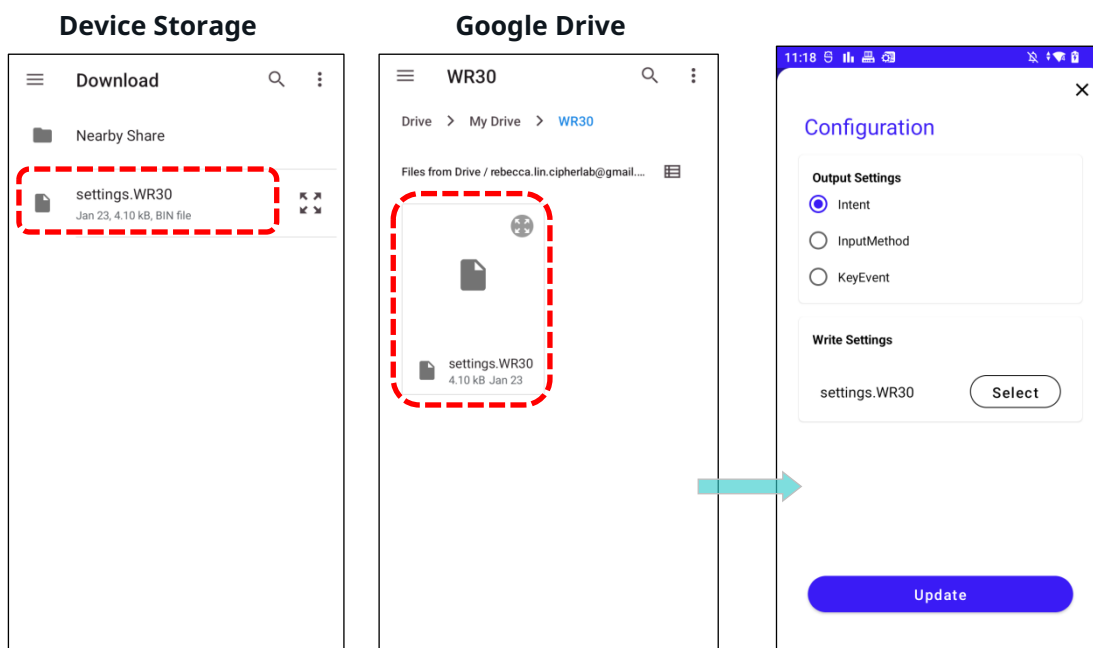 Device Storage
Google Drive
Download
Nearby Share
settings.WR30
Jan 23, 4.10 kB, BIN file
WR30
Drive > My Drive > WR30
Files from Drive / rebecca.lin.cipherlab@gmail....
settings.WR30
4.10 kB Jan 23
11:18
Configuration
Output Settings
Intent
InputMethod
KeyEvent
Write Settings
settings.WR30
Select
Update